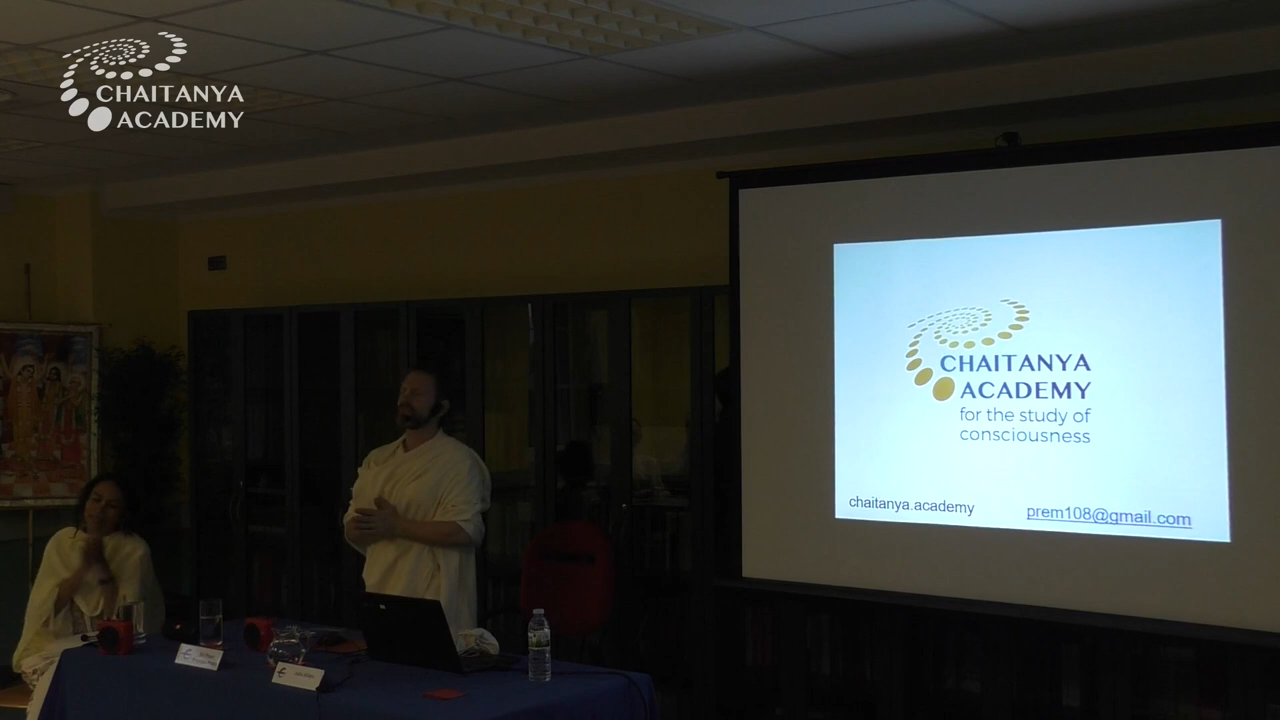 CHAITANYA
ACADEMY
CHAITANYA
ACADEMY
for the study of
consciousness
chaitanya.academy
prem108@gmail.com